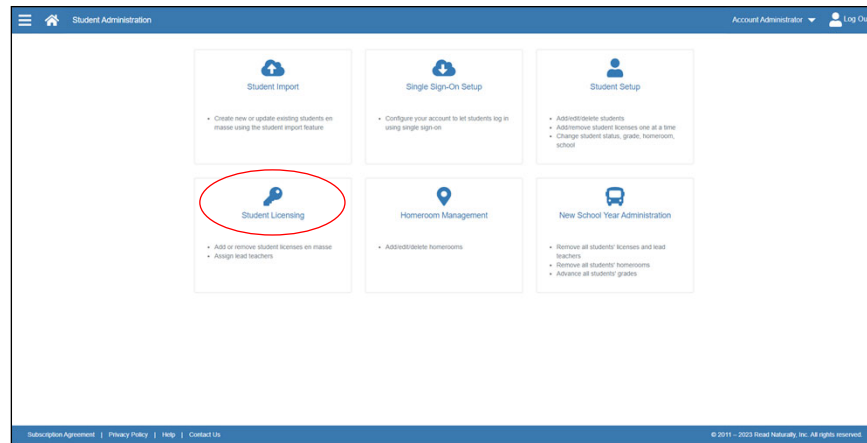 Student Administration
Account Administrator
Log Ou
Student Import
• Create new or update existing students en
masse using the student import feature
Single Sign-On Setup
• Configure your account to let students log in
using single sign-on
Student Setup
• Add/edit/delete students
• Add/remove student licenses one at a time
• Change student status, grade, homeroom,
school
Student Licensing
• Add or remove student licenses en masse
• Assign lead teachers
Homeroom Management
• Add/edit/delete homerooms
New School Year Administration
• Remove all students' licenses and lead
teachers
• Remove all students' homerooms
• Advance all students' grades
Subscription Agreement | Privacy Policy | Help | Contact Us
© 2011 – 2023 Read Naturally, Inc. All rights reserved.